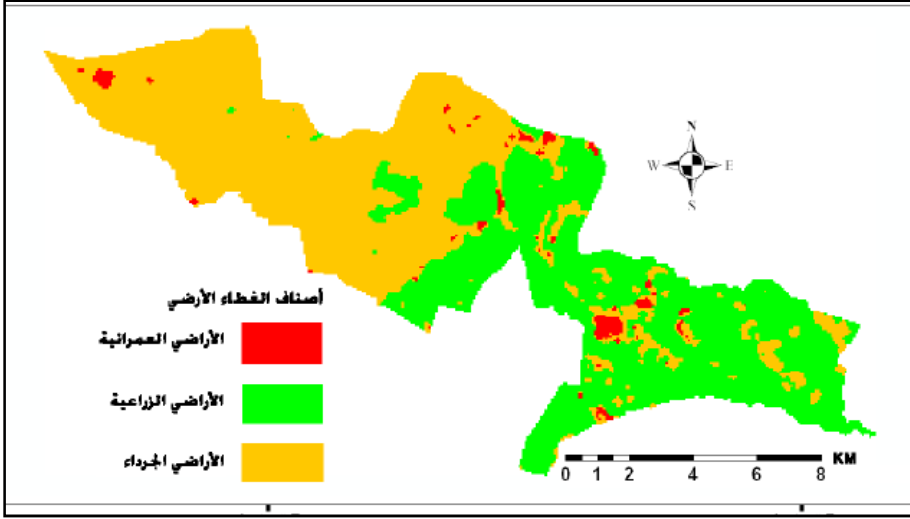 N
W E
S
أصناف الغطاء الأرضي
الأراضي العمرانية
الأراضي الزراعية
الأراضي الجرداء
KM
0 1 2 4 6 8